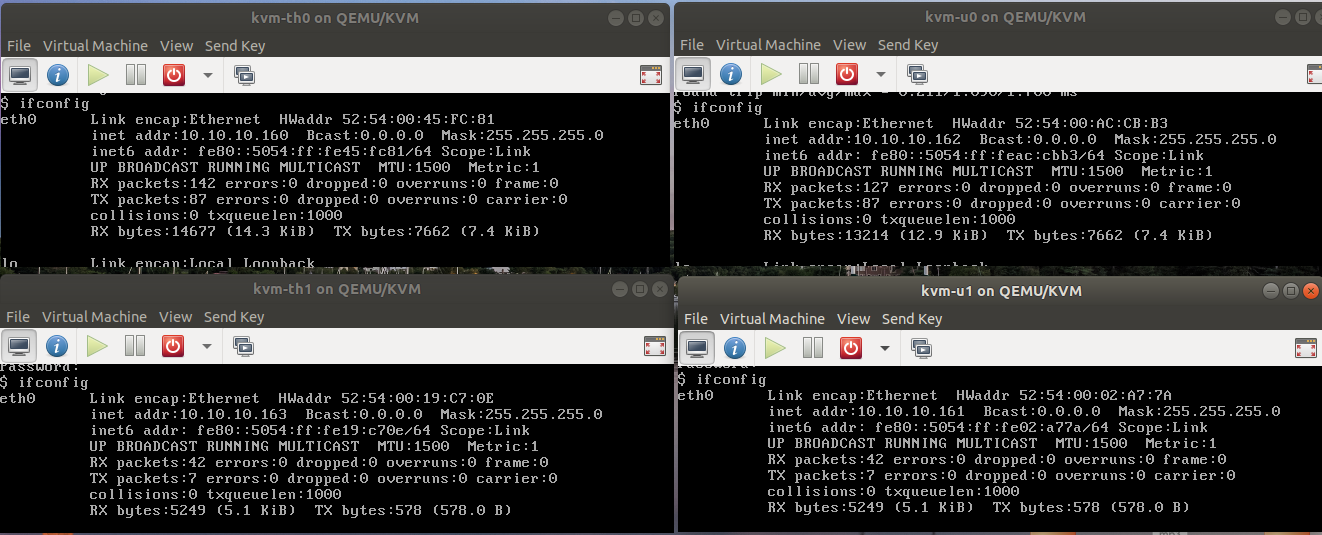 kvm-th0 on QEMU/KVM
File Virtual Machine View Send Key
$ ifconfig
eth0 Link encap:Ethernet HWaddr 52:54:00:45:FC:81
inet addr:10.10.10.160 Bcast:0.0.0.0 Mask:255.255.255.0
inet6 addr: fe80::5054:ff:fe45:fc81/64 Scope:Link
UP BROADCAST RUNNING MULTICAST MTU:1500 Metric:1
RX packets:142 errors:0 dropped:0 overruns:0 frame:0
TX packets:87 errors:0 dropped:0 overruns:0 carrier:0
collisions:0 txqueuelen:1000
RX bytes:14677 (14.3 KiB) TX bytes:7662 (7.4 KiB)
lo Link encap:Local Loopback
kvm-u0 on QEMU/KVM
File Virtual Machine View Send Key
round trip min/avg/max =
$ ifconfig
eth0 Link encap:Ethernet HWaddr 52:54:00:AC:CB:B3
inet addr:10.10.10.162 Bcast:0.0.0.0 Mask:255.255.255.0
inet6 addr: fe80::5054:ff:feac:cbb3/64 Scope:Link
UP BROADCAST RUNNING MULTICAST MTU:1500 Metric:1
RX packets:127 errors:0 dropped:0 overruns:0 frame:0
TX packets:87 errors:0 dropped:0 overruns:0 carrier:0
collisions:0 txqueuelen:1000
RX bytes:13214 (12.9 KiB) TX bytes:7662 (7.4 KiB)
lo Link encap:Local Loopback
kvm-th1 on QEMU/KVM
File Virtual Machine View Send Key
Password:
$ ifconfig
eth0 Link encap:Ethernet HWaddr 52:54:00:19:C7:0E
inet addr:10.10.10.163 Bcast:0.0.0.0 Mask:255.255.255.0
inet6 addr: fe80::5054:ff:fe19:c70e/64 Scope:Link
UP BROADCAST RUNNING MULTICAST MTU:1500 Metric:1
RX packets:42 errors:0 dropped:0 overruns:0 frame:0
TX packets:7 errors:0 dropped:0 overruns:0 carrier:0
collisions:0 txqueuelen:1000
RX bytes:5249 (5.1 KiB) TX bytes:578 (578.0 B)
kvm-u1 on QEMU/KVM
File Virtual Machine View Send Key
Password:
$ ifconfig
eth0 Link encap:Ethernet HWaddr 52:54:00:02:A7:7A
inet addr:10.10.10.161 Bcast:0.0.0.0 Mask:255.255.255.0
inet6 addr: fe80::5054:ff:fe02:a77a/64 Scope:Link
UP BROADCAST RUNNING MULTICAST MTU:1500 Metric:1
RX packets:42 errors:0 dropped:0 overruns:0 frame:0
TX packets:7 errors:0 dropped:0 overruns:0 carrier:0
collisions:0 txqueuelen:1000
RX bytes:5249 (5.1 KiB) TX bytes:578 (578.0 B)